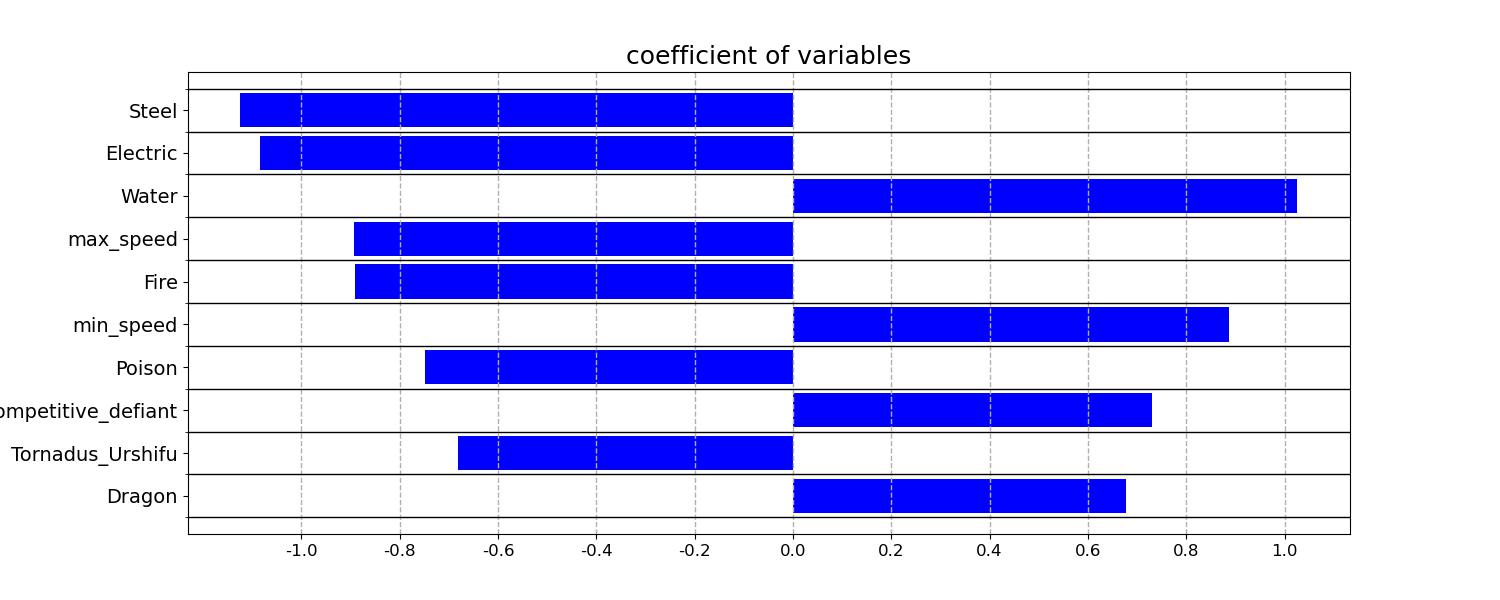 coefficient of variables
Steel
Electric
Water
max_speed
Fire
min_speed
Poison
ompetitive_defiant
Tornadus_Urshifu
Dragon
-1.0 -0.8 -0.6 -0.4 -0.2 0.0 0.2 0.4 0.6 0.8 1.0